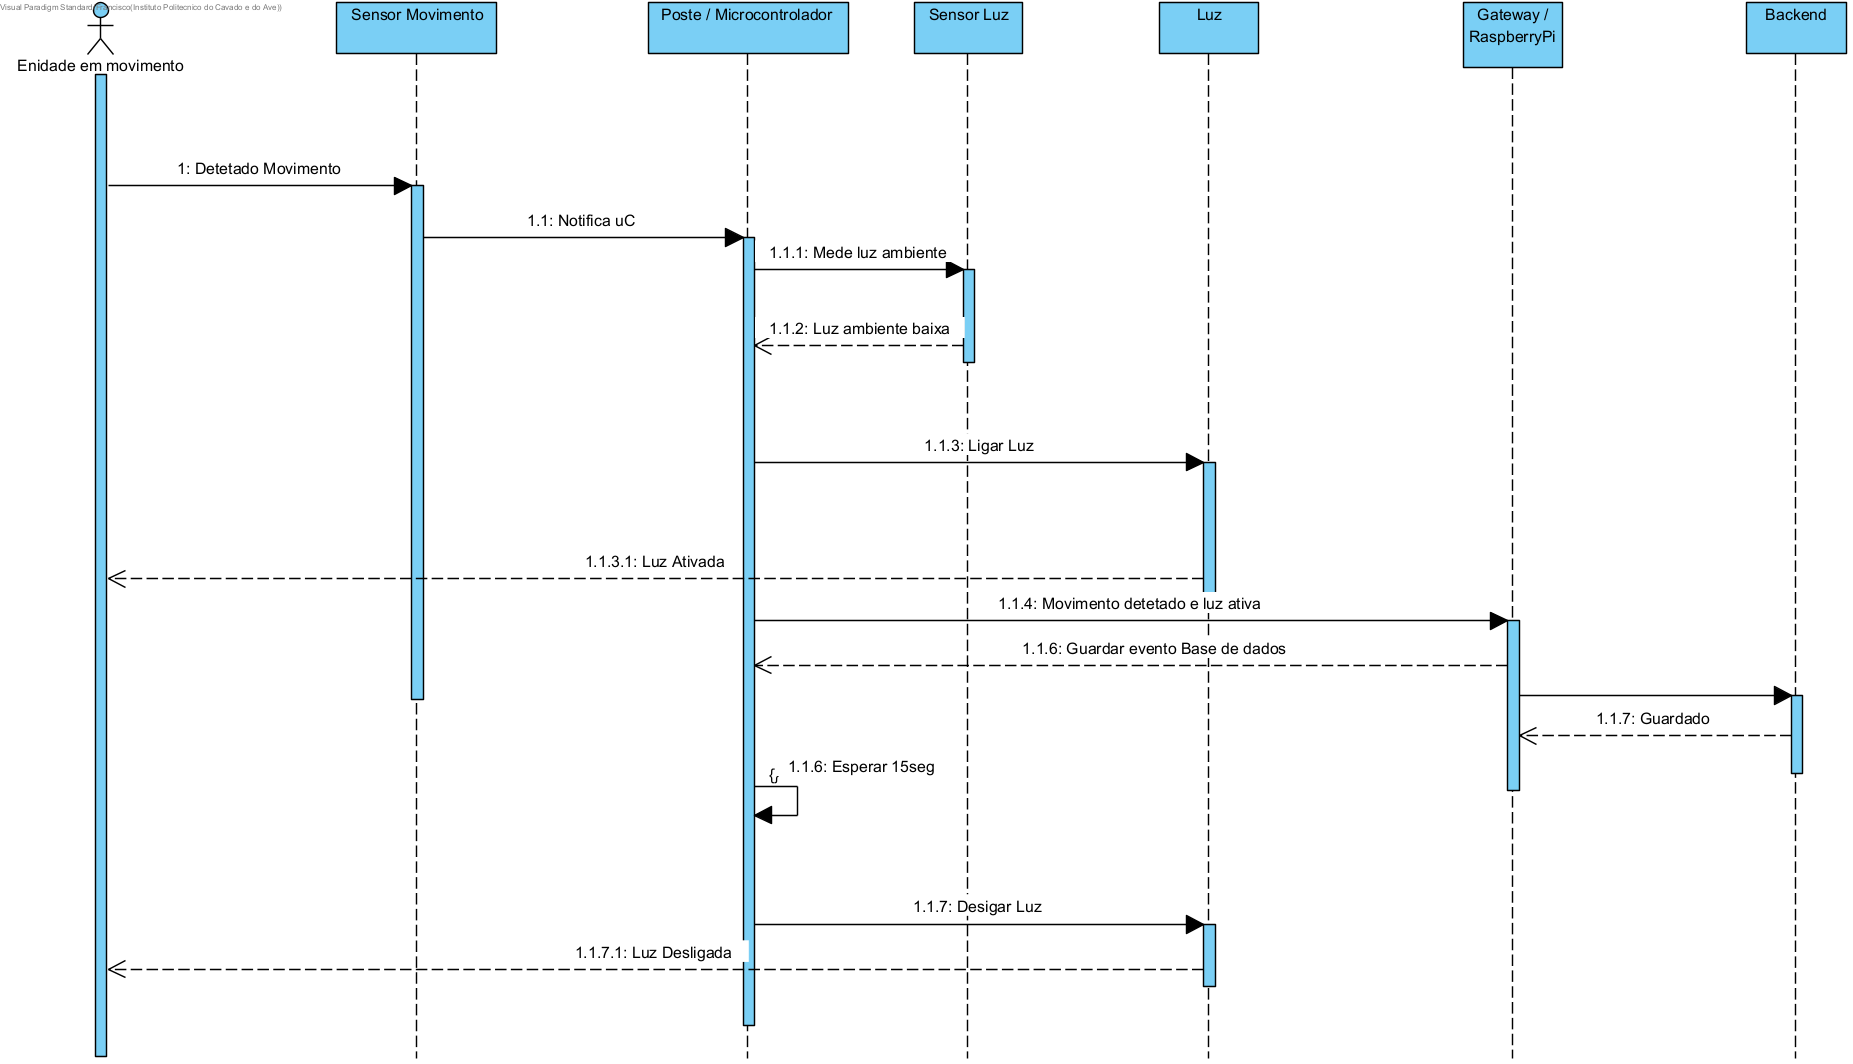 Visual Paradigm Standard(Francisco(Instituto Politecnico do Cavado e do Ave))
Enidade em movimento
Sensor Movimento
Poste / Microcontrolador
Sensor Luz
Luz
Gateway /
RaspberryPi
Backend
1: Detetado Movimento
1.1: Notifica uC
1.1.1: Mede luz ambiente
1.1.2: Luz ambiente baixa
1.1.3: Ligar Luz
1.1.3.1: Luz Ativada
1.1.4: Movimento detetado e luz ativa
1.1.6: Guardar evento Base de dados
1.1.7: Guardado
{
1.1.6: Esperar 15seg
1.1.7: Desigar Luz
1.1.7.1: Luz Desligada